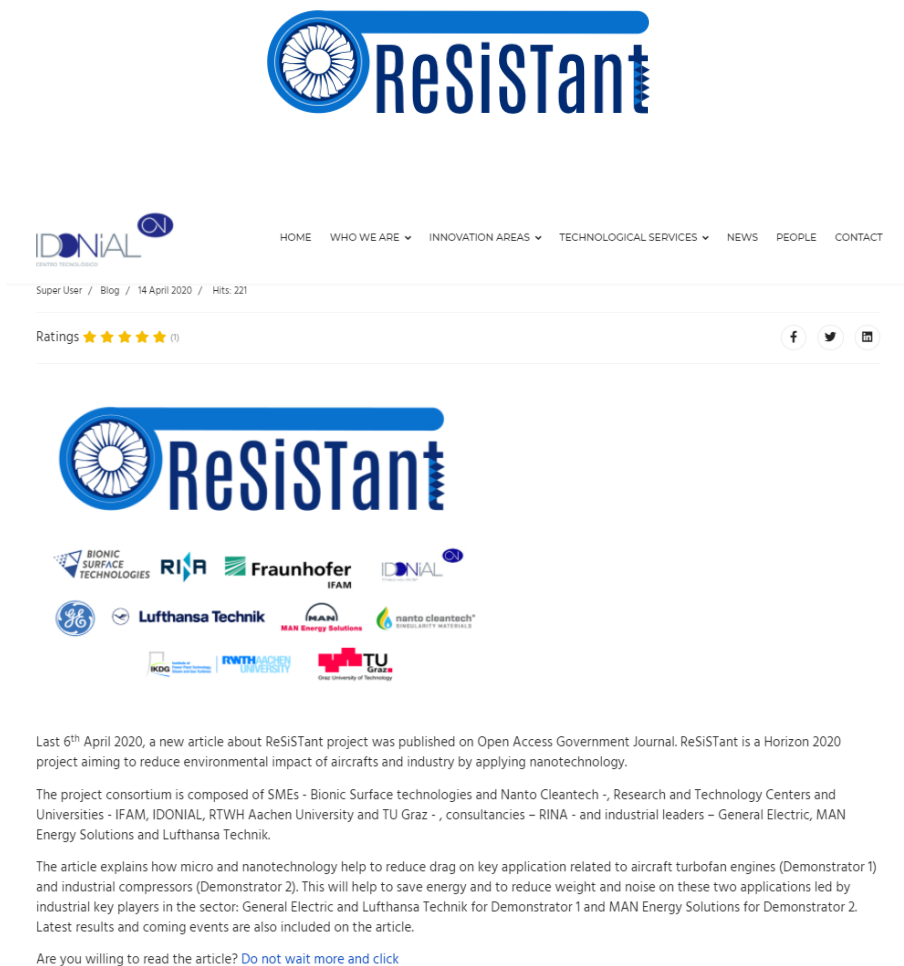 ReSiSTant
IDONiAL
CENTRO TECNOLÓGICO
HOME WHO WE ARE INNOVATION AREAS TECHNOLOGICAL SERVICES NEWS PEOPLE CONTACT
Super User / Blog / 14 April 2020 / Hits: 221
Ratings (1)
ReSiSTant
BIONIC
SURFACE
TECHNOLOGIES
RINA
Fraunhofer
IFAM
IDONiAL
GE
Lufthansa Technik
MAN
MAN Energy Solutions
nanto cleantech
SINGULARITY MATERIALS
IKDG
RWTH AACHEN
UNIVERSITY
TU
Graz
Graz University of Technology
Last 6th April 2020, a new article about ReSiSTant project was published on Open Access Government Journal. ReSiSTant is a Horizon 2020
project aiming to reduce environmental impact of aircrafts and industry by applying nanotechnology.
The project consortium is composed of SMEs - Bionic Surface technologies and Nanto Cleantech -, Research and Technology Centers and
Universities - IFAM, IDONIAL, RTWH Aachen University and TU Graz - , consultancies – RINA - and industrial leaders – General Electric, MAN
Energy Solutions and Lufthansa Technik.
The article explains how micro and nanotechnology help to reduce drag on key application related to aircraft turbofan engines (Demonstrator 1)
and industrial compressors (Demonstrator 2). This will help to save energy and to reduce weight and noise on these two applications led by
industrial key players in the sector: General Electric and Lufthansa Technik for Demonstrator 1 and MAN Energy Solutions for Demonstrator 2.
Latest results and coming events are also included on the article.
Are you willing to read the article? Do not wait more and click